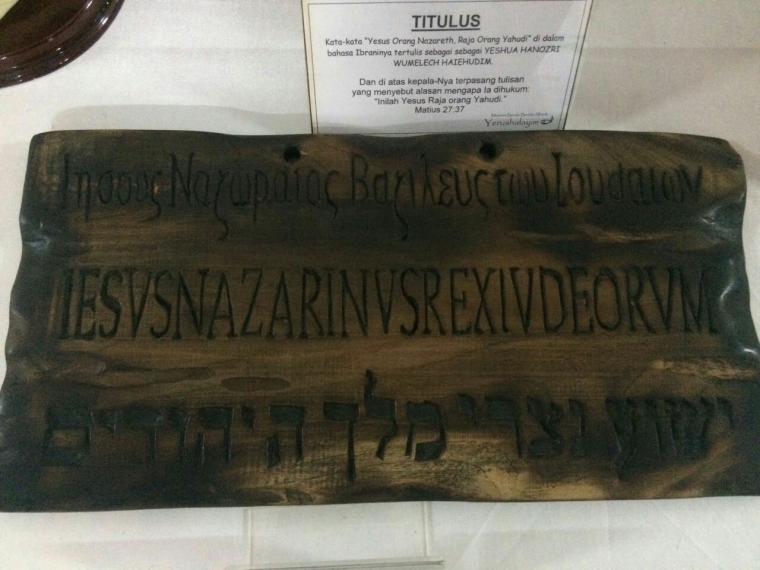 TITULUS
Kata-kata "Yesus Orang Nazareth, Raja Orang Yahudi" di dalam
bahasa Ibraninya tertulis sebagai sebagai YESHUA HANOZRI
WUMELECH HAIEHUDIM.
Dan di atas kepala-Nya terpasang tulisan
yang menyebut alasan mengapa Ia dihukum:
"Inilah Yesus Raja orang Yahudi."
Matius 27:37
Yerushalayim
Ιησους Ναζωραιος Βαζιλευς των Ιουδαιων
IESVSNAZARINVSREXIVDEORVM
ישוע נצרי מלך היהודים